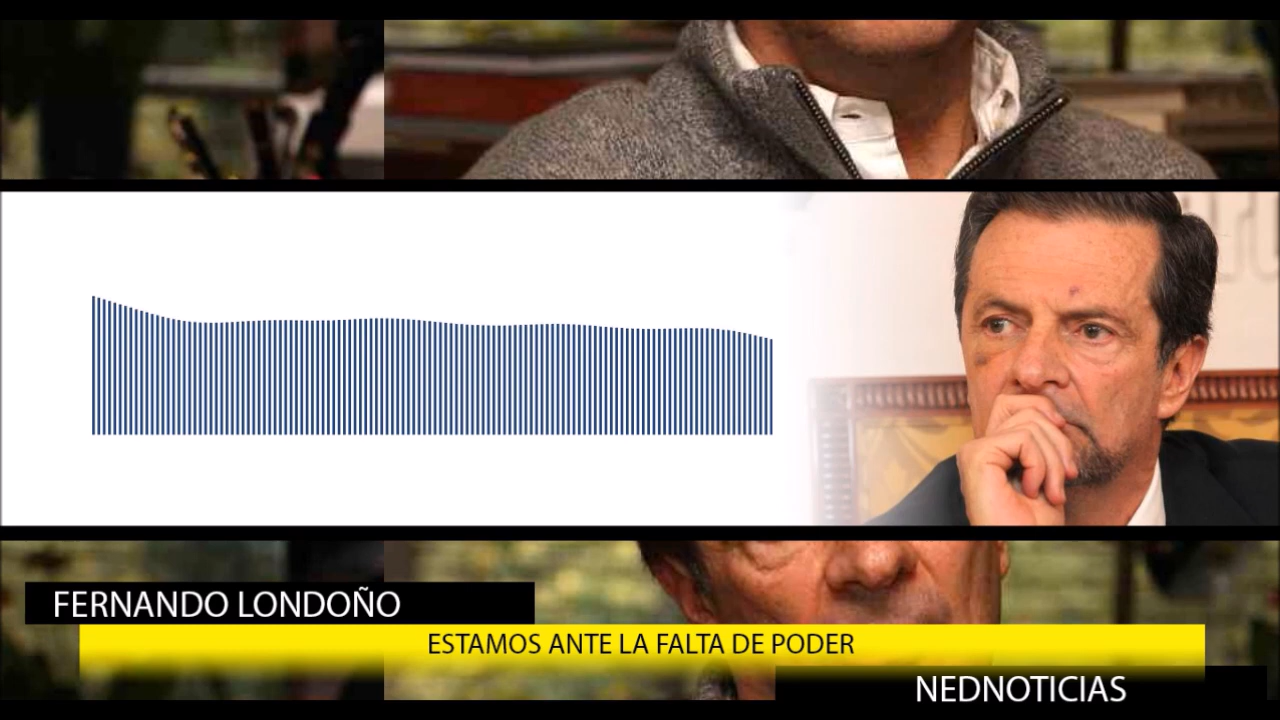 FERNANDO LONDOÑO
ESTAMOS ANTE LA FALTA DE PODER
NEDNOTICIAS